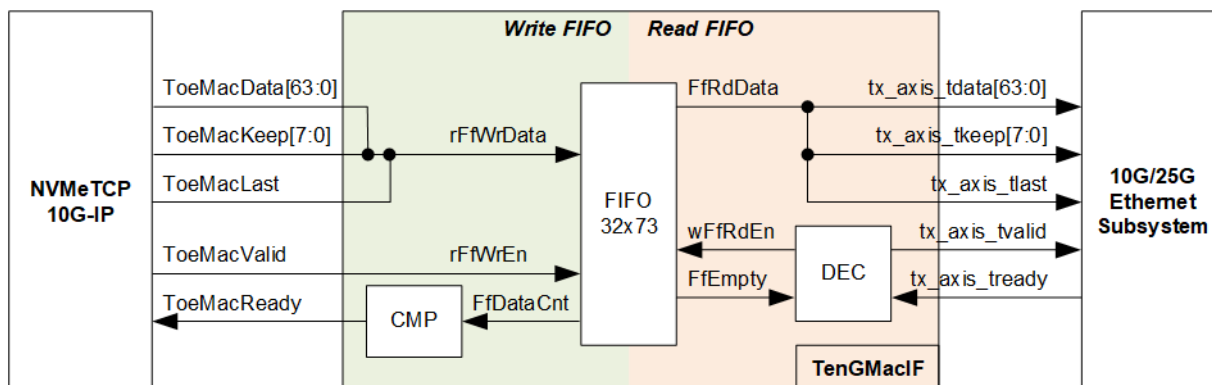 Write FIFO Read FIFO
ToeMacData[63:0]
FfRdData
tx_axis_tdata[63:0]
ToeMacKeep[7:0]
rFfWrData
tx_axis_tkeep[7:0]
ToeMacLast
tx_axis_tlast
NVMeTCP
10G-IP
FIFO
32x73
10G/25G
Ethernet
Subsystem
ToeMacValid
rFfWrEn
wFfRdEn
DEC
tx_axis_tvalid
ToeMacReady
CMP
FfDataCnt
FfEmpty
tx_axis_tready
TenGMacIF